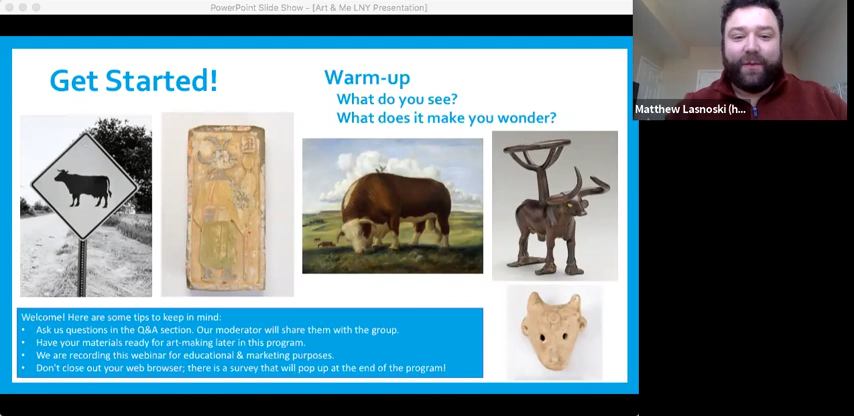 PowerPoint Slide Show - [Art & Me LNY Presentation]
Get Started!
Warm-up
What do you see?
What does it make you wonder?
Matthew Lasnoski (h...
Welcome! Here are some tips to keep in mind:
• Ask us questions in the Q&A section. Our moderator will share them with the group.
• Have your materials ready for art-making later in this program.
• We are recording this webinar for educational & marketing purposes.
• Don't close out your web browser; there is a survey that will pop up at the end of the program!